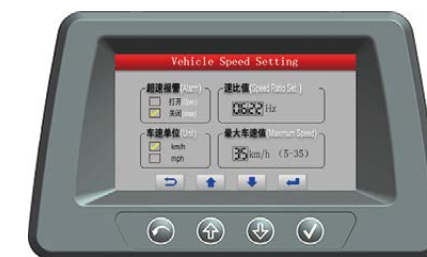 Vehicle Speed Setting
超速报警(Alarm)
打开(Open)
关闭(close)
速比值(Speed Ratio Set)
0622 Hz
车速单位(Unit)
km/h
mph
最大车速值(Maximum Speed)
35 km/h (5-35)